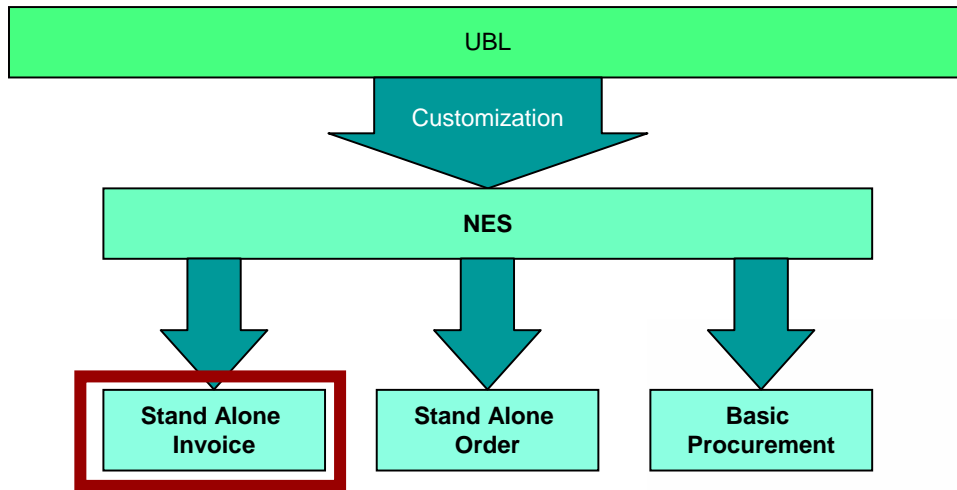 UBL
Customization
NES
Stand Alone
Invoice
Stand Alone
Order
Basic
Procurement